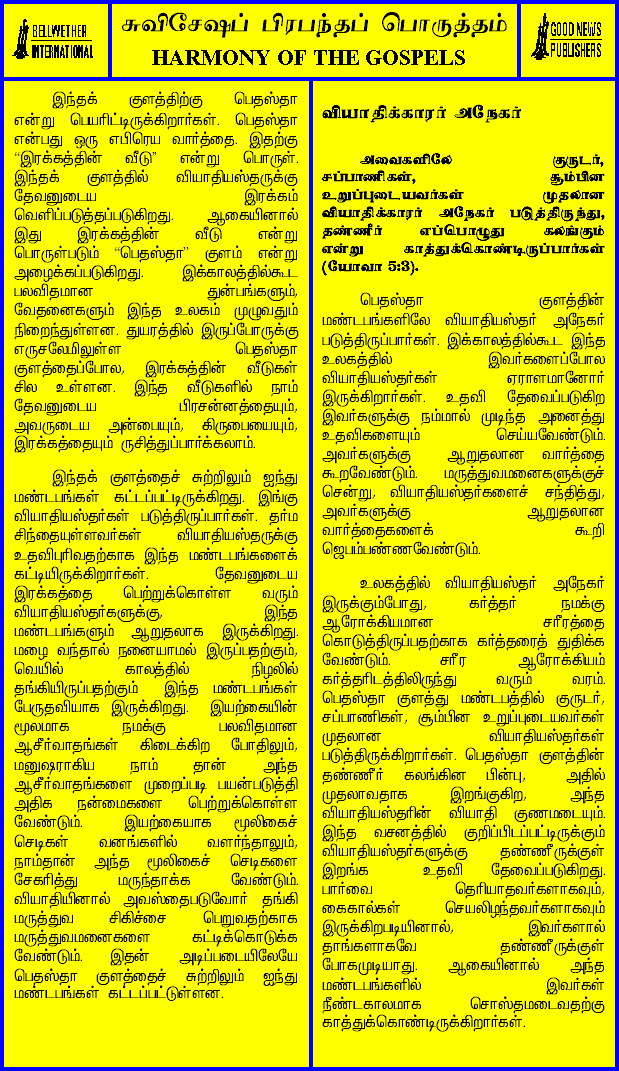 BELLWETHER
INTERNATIONAL
சுவிசேஷப் பிரபந்தப் பொருத்தம்
HARMONY OF THE GOSPELS
GOOD NEWS
PUBLISHERS
இந்தக் குளத்திற்கு பெதஸ்தா
என்று பெயரிட்டிருக்கிறார்கள். பெதஸ்தா
என்பது ஒரு எபிரெய வார்த்தை. இதற்கு
“இரக்கத்தின் வீடு” என்று பொருள்.
இந்தக் குளத்தில் வியாதியஸ்தருக்கு
தேவனுடைய இரக்கம்
வெளிப்படுத்தப்படுகிறது. ஆகையினால்
இது இரக்கத்தின் வீடு என்று
பொருள்படும் “பெதஸ்தா” குளம் என்று
அழைக்கப்படுகிறது. இக்காலத்தில்கூட
பலவிதமான துன்பங்களும்,
வேதனைகளும் இந்த உலகம் முழுவதும்
நிறைந்துள்ளன. துயரத்தில் இருப்போருக்கு
எருசலேமிலுள்ள பெதஸ்தா
குளத்தைப்போல, இரக்கத்தின் வீடுகள்
சில உள்ளன. இந்த வீடுகளில் நாம்
தேவனுடைய பிரசன்னத்தையும்,
அவருடைய அன்பையும், கிருபையையும்,
இரக்கத்தையும் ருசித்துப்பார்க்கலாம்.
இந்தக் குளத்தைச் சுற்றிலும் ஐந்து
மண்டபங்கள் கட்டப்பட்டிருக்கிறது. இங்கு
வியாதியஸ்தர்கள் படுத்திருப்பார்கள். தர்ம
சிந்தையுள்ளவர்கள் வியாதியஸ்தருக்கு
உதவிபுரிவதற்காக இந்த மண்டபங்களைக்
கட்டியிருக்கிறார்கள். தேவனுடைய
இரக்கத்தை பெற்றுக்கொள்ள வரும்
வியாதியஸ்தர்களுக்கு, இந்த
மண்டபங்களும் ஆறுதலாக இருக்கிறது.
மழை வந்தால் நனையாமல் இருப்பதற்கும்,
வெயில் காலத்தில் நிழலில்
தங்கியிருப்பதற்கும் இந்த மண்டபங்கள்
பேருதவியாக இருக்கிறது. இயற்கையின்
மூலமாக நமக்கு பலவிதமான
ஆசீர்வாதங்கள் கிடைக்கிற போதிலும்,
மனுஷராகிய நாம் தான் அந்த
ஆசீர்வாதங்களை முறைப்படி பயன்படுத்தி
அதிக நன்மைகளை பெற்றுக்கொள்ள
வேண்டும். இயற்கையாக மூலிகைச்
செடிகள் வனங்களில் வளர்ந்தாலும்,
நாம்தான் அந்த மூலிகைச் செடிகளை
சேகரித்து மருந்தாக்க வேண்டும்.
வியாதியினால் அவஸ்தைபடுவோர் தங்கி
மருத்துவ சிகிச்சை பெறுவதற்காக
மருத்துவமனைகளை கட்டிக்கொடுக்க
வேண்டும். இதன் அடிப்படையிலேயே
பெதஸ்தா குளத்தைச் சுற்றிலும் ஐந்து
மண்டபங்கள் கட்டப்பட்டுள்ளன.
வியாதிக்காரர் அநேகர்
அவைகளிலே குருடர்,
சப்பாணிகள், சூம்பின
உறுப்புடையவர்கள் முதலான
வியாதிக்காரர் அநேகர் படுத்திருந்து,
தண்ணீர் எப்பொழுது கலங்கும்
என்று காத்துக்கொண்டிருப்பார்கள்
(யோவா 5:3).
பெதஸ்தா குளத்தின்
மண்டபங்களிலே வியாதியஸ்தர் அநேகர்
படுத்திருப்பார்கள். இக்காலத்தில்கூட இந்த
உலகத்தில் இவர்களைப்போல
வியாதியஸ்தர்கள் ஏராளமானோர்
இருக்கிறார்கள். உதவி தேவைப்படுகிற
இவர்களுக்கு நம்மால் முடிந்த அனைத்து
உதவிகளையும் செய்யவேண்டும்.
அவர்களுக்கு ஆறுதலான வார்த்தை
கூறவேண்டும். மருத்துவமனைகளுக்குச்
சென்று, வியாதியஸ்தர்களைச் சந்தித்து,
அவர்களுக்கு ஆறுதலான
வார்த்தைகளைக் கூறி
ஜெபம்பண்ணவேண்டும்.
உலகத்தில் வியாதியஸ்தர் அநேகர்
இருக்கும்போது, கர்த்தர் நமக்கு
ஆரோக்கியமான சரீரத்தை
கொடுத்திருப்பதற்காக கர்த்தரைத் துதிக்க
வேண்டும். சரீர ஆரோக்கியம்
கர்த்தரிடத்திலிருந்து வரும் வரம்.
பெதஸ்தா குளத்து மண்டபத்தில் குருடர்,
சப்பாணிகள், சூம்பின உறுப்புடையவர்கள்
முதலான வியாதியஸ்தர்கள்
படுத்திருக்கிறார்கள். பெதஸ்தா குளத்தின்
தண்ணீர் கலங்கின பின்பு, அதில்
முதலாவதாக இறங்குகிற, அந்த
வியாதியஸ்தரின் வியாதி குணமடையும்.
இந்த வசனத்தில் குறிப்பிடப்பட்டிருக்கும்
வியாதியஸ்தர்களுக்கு தண்ணீருக்குள்
இறங்க உதவி தேவைப்படுகிறது.
பார்வை தெரியாதவர்களாகவும்,
கைகால்கள் செயலிழந்தவர்களாகவும்
இருக்கிறபடியினால், இவர்களால்
தாங்களாகவே தண்ணீருக்குள்
போகமுடியாது. ஆகையினால் அந்த
மண்டபங்களில் இவர்கள்
நீண்டகாலமாக சொஸ்தமடைவதற்கு
காத்துக்கொண்டிருக்கிறார்கள்.